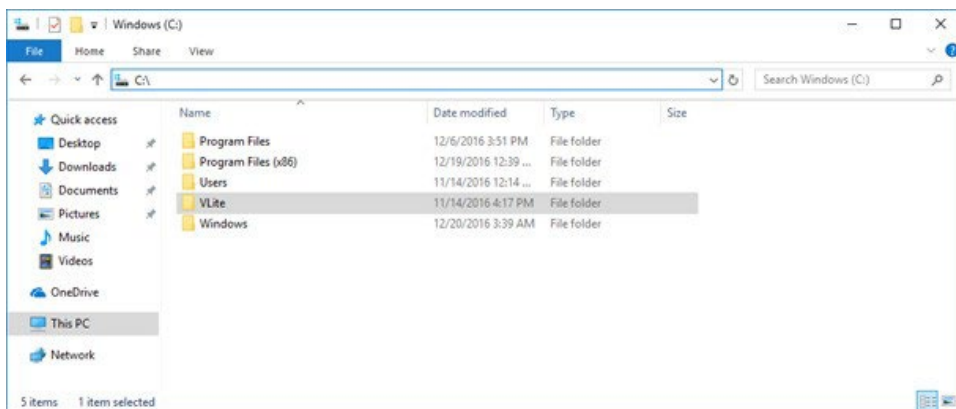 Windows (C:)
File Home Share View
C:\ Search Windows (C:)
Name Date modified Type Size
Quick access
Desktop
Downloads
Documents
Pictures
Music
Videos
OneDrive
This PC
Network
Program Files 12/6/2016 3:51 PM File folder
Program Files (x86) 12/19/2016 12:39 ... File folder
Users 11/14/2016 12:14 ... File folder
VLite 11/14/2016 4:17 PM File folder
Windows 12/20/2016 3:39 AM File folder
5 items 1 item selected